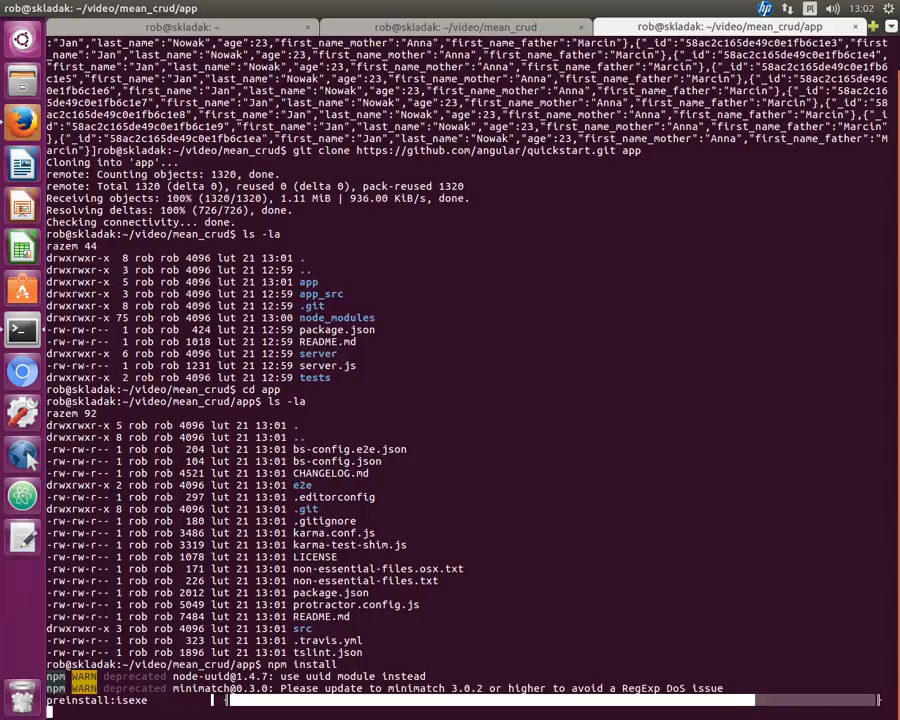 rob@skladak: ~/video/mean_crud/app
Pl
13:02
rob@skladak: ~
rob@skladak: ~/video/mean_crud
rob@skladak: ~/video/mean_crud/app
"Jan","last_name":"Nowak","age":23,"first_name_mother":"Anna","first_name_father":"Marcin"},{"_id":"58ac2c165de49c0e1fb6c1e3","first
_name":"Jan","last_name":"Nowak","age":23,"first_name_mother":"Anna","first_name_father":"Marcin"},{"_id":"58ac2c165de49c0e1fb6c1e4",
"first_name":"Jan","last_name":"Nowak","age":23,"first_name_mother":"Anna","first_name_father":"Marcin"},{"_id":"58ac2c165de49c0e1fb6
c1e5","first_name":"Jan","last_name":"Nowak","age":23,"first_name_mother":"Anna","first_name_father":"Marcin"},{"_id":"58ac2c165de49c
0e1fb6c1e6","first_name":"Jan","last_name":"Nowak","age":23,"first_name_mother":"Anna","first_name_father":"Marcin"},{"_id":"58ac2c16
5de49c0e1fb6c1e7","first_name":"Jan","last_name":"Nowak","age":23,"first_name_mother":"Anna","first_name_father":"Marcin"},{"_id":"58
ac2c165de49c0e1fb6c1e8","first_name":"Jan","last_name":"Nowak","age":23,"first_name_mother":"Anna","first_name_father":"Marcin"},{"_i
d":"58ac2c165de49c0e1fb6c1e9","first_name":"Jan","last_name":"Nowak","age":23,"first_name_mother":"Anna","first_name_father":"Marcin"
},{"_id":"58ac2c165de49c0e1fb6c1ea","first_name":"Jan","last_name":"Nowak","age":23,"first_name_mother":"Anna","first_name_father":"M
arcin"}]rob@skladak:~/video/mean_crud$ git clone https://github.com/angular/quickstart.git app
Cloning into 'app'...
remote: Counting objects: 1320, done.
remote: Total 1320 (delta 0), reused 0 (delta 0), pack-reused 1320
Receiving objects: 100% (1320/1320), 1.11 MiB | 936.00 KiB/s, done.
Resolving deltas: 100% (726/726), done.
Checking connectivity... done.
rob@skladak:~/video/mean_crud$ ls -la
razem 44
drwxrwxr-x  8 rob rob 4096 lut 21 13:01 .
drwxrwxr-x  3 rob rob 4096 lut 21 12:59 ..
drwxrwxr-x  5 rob rob 4096 lut 21 13:01 app
drwxrwxr-x  3 rob rob 4096 lut 21 12:59 app_src
drwxrwxr-x  8 rob rob 4096 lut 21 12:59 .git
drwxrwxr-x 75 rob rob 4096 lut 21 13:00 node_modules
-rw-rw-r--  1 rob rob  424 lut 21 12:59 package.json
-rw-rw-r--  1 rob rob 1018 lut 21 12:59 README.md
drwxrwxr-x  6 rob rob 4096 lut 21 12:59 server
-rw-rw-r--  1 rob rob 1231 lut 21 12:59 server.js
drwxrwxr-x  2 rob rob 4096 lut 21 12:59 tests
rob@skladak:~/video/mean_crud$ cd app
rob@skladak:~/video/mean_crud/app$ ls -la
razem 92
drwxrwxr-x 5 rob rob 4096 lut 21 13:01 .
drwxrwxr-x 8 rob rob 4096 lut 21 13:01 ..
-rw-rw-r-- 1 rob rob  204 lut 21 13:01 bs-config.e2e.json
-rw-rw-r-- 1 rob rob  104 lut 21 13:01 bs-config.json
-rw-rw-r-- 1 rob rob 4521 lut 21 13:01 CHANGELOG.md
drwxrwxr-x 2 rob rob 4096 lut 21 13:01 e2e
-rw-rw-r-- 1 rob rob  297 lut 21 13:01 .editorconfig
drwxrwxr-x 8 rob rob 4096 lut 21 13:01 .git
-rw-rw-r-- 1 rob rob  180 lut 21 13:01 .gitignore
-rw-rw-r-- 1 rob rob 3486 lut 21 13:01 karma.conf.js
-rw-rw-r-- 1 rob rob 3319 lut 21 13:01 karma-test-shim.js
-rw-rw-r-- 1 rob rob 1078 lut 21 13:01 LICENSE
-rw-rw-r-- 1 rob rob  171 lut 21 13:01 non-essential-files.osx.txt
-rw-rw-r-- 1 rob rob  226 lut 21 13:01 non-essential-files.txt
-rw-rw-r-- 1 rob rob 2012 lut 21 13:01 package.json
-rw-rw-r-- 1 rob rob 5049 lut 21 13:01 protractor.config.js
-rw-rw-r-- 1 rob rob 7484 lut 21 13:01 README.md
drwxrwxr-x 3 rob rob 4096 lut 21 13:01 src
-rw-rw-r-- 1 rob rob  323 lut 21 13:01 .travis.yml
-rw-rw-r-- 1 rob rob 1896 lut 21 13:01 tslint.json
rob@skladak:~/video/mean_crud/app$ npm install
npm WARN deprecated node-uuid@1.4.7: use uuid module instead
npm WARN deprecated minimatch@0.3.0: Please update to minimatch 3.0.2 or higher to avoid a RegExp DoS issue
preinstall:isexe